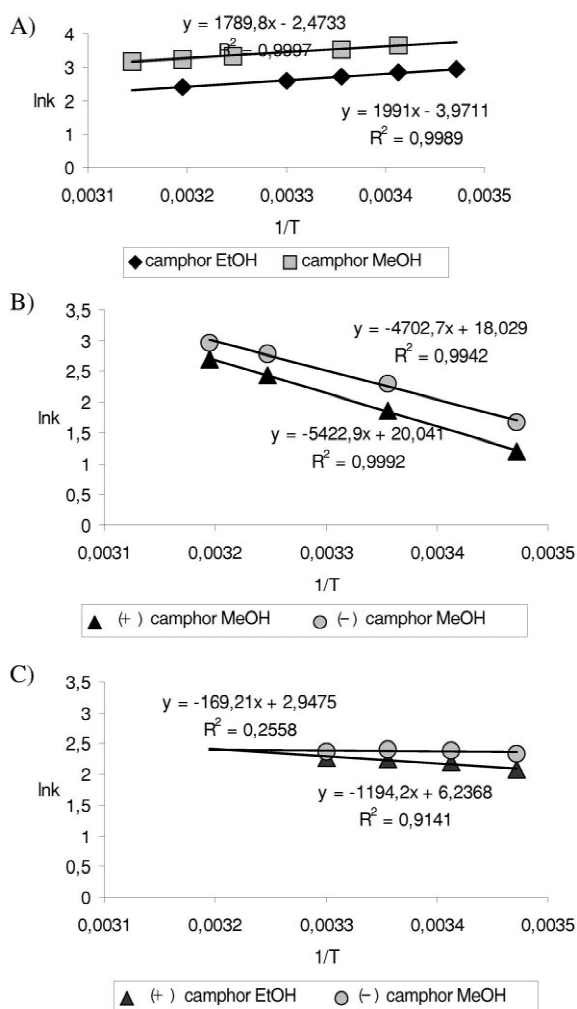 A)
y = 1789,8x - 2,4733
R² = 0,9997
4
3
2
1
0
lnk
y = 1991x - 3,9711
R² = 0,9989
0,0031 0,0032 0,0033 0,0034 0,0035
1/T
camphor EtOH camphor MeOH
B)
3,5
3
2,5
2
1,5
1
0,5
0
lnk
y = -4702,7x + 18,029
R² = 0,9942
y = -5422,9x + 20,041
R² = 0,9992
0,0031 0,0032 0,0033 0,0034 0,0035
1/T
(+) camphor MeOH (-) camphor MeOH
C)
3,5
3
2,5
2
1,5
1
0,5
0
lnk
y = -169,21x + 2,9475
R² = 0,2558
y = -1194,2x + 6,2368
R² = 0,9141
0,0031 0,0032 0,0033 0,0034 0,0035
1/T
(+) camphor EtOH (-) camphor MeOH